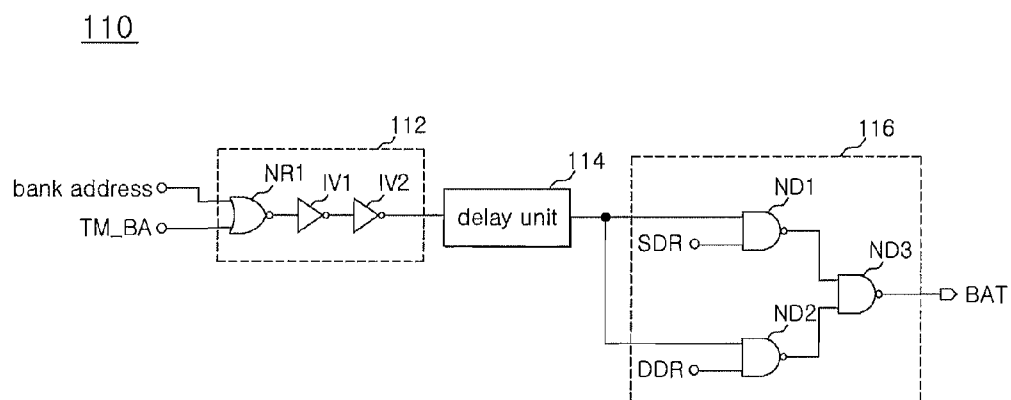 110
112
116
114
NR1
IV1
IV2
bank address
TM_BA
delay unit
ND1
SDR
ND3
BAT
ND2
DDR